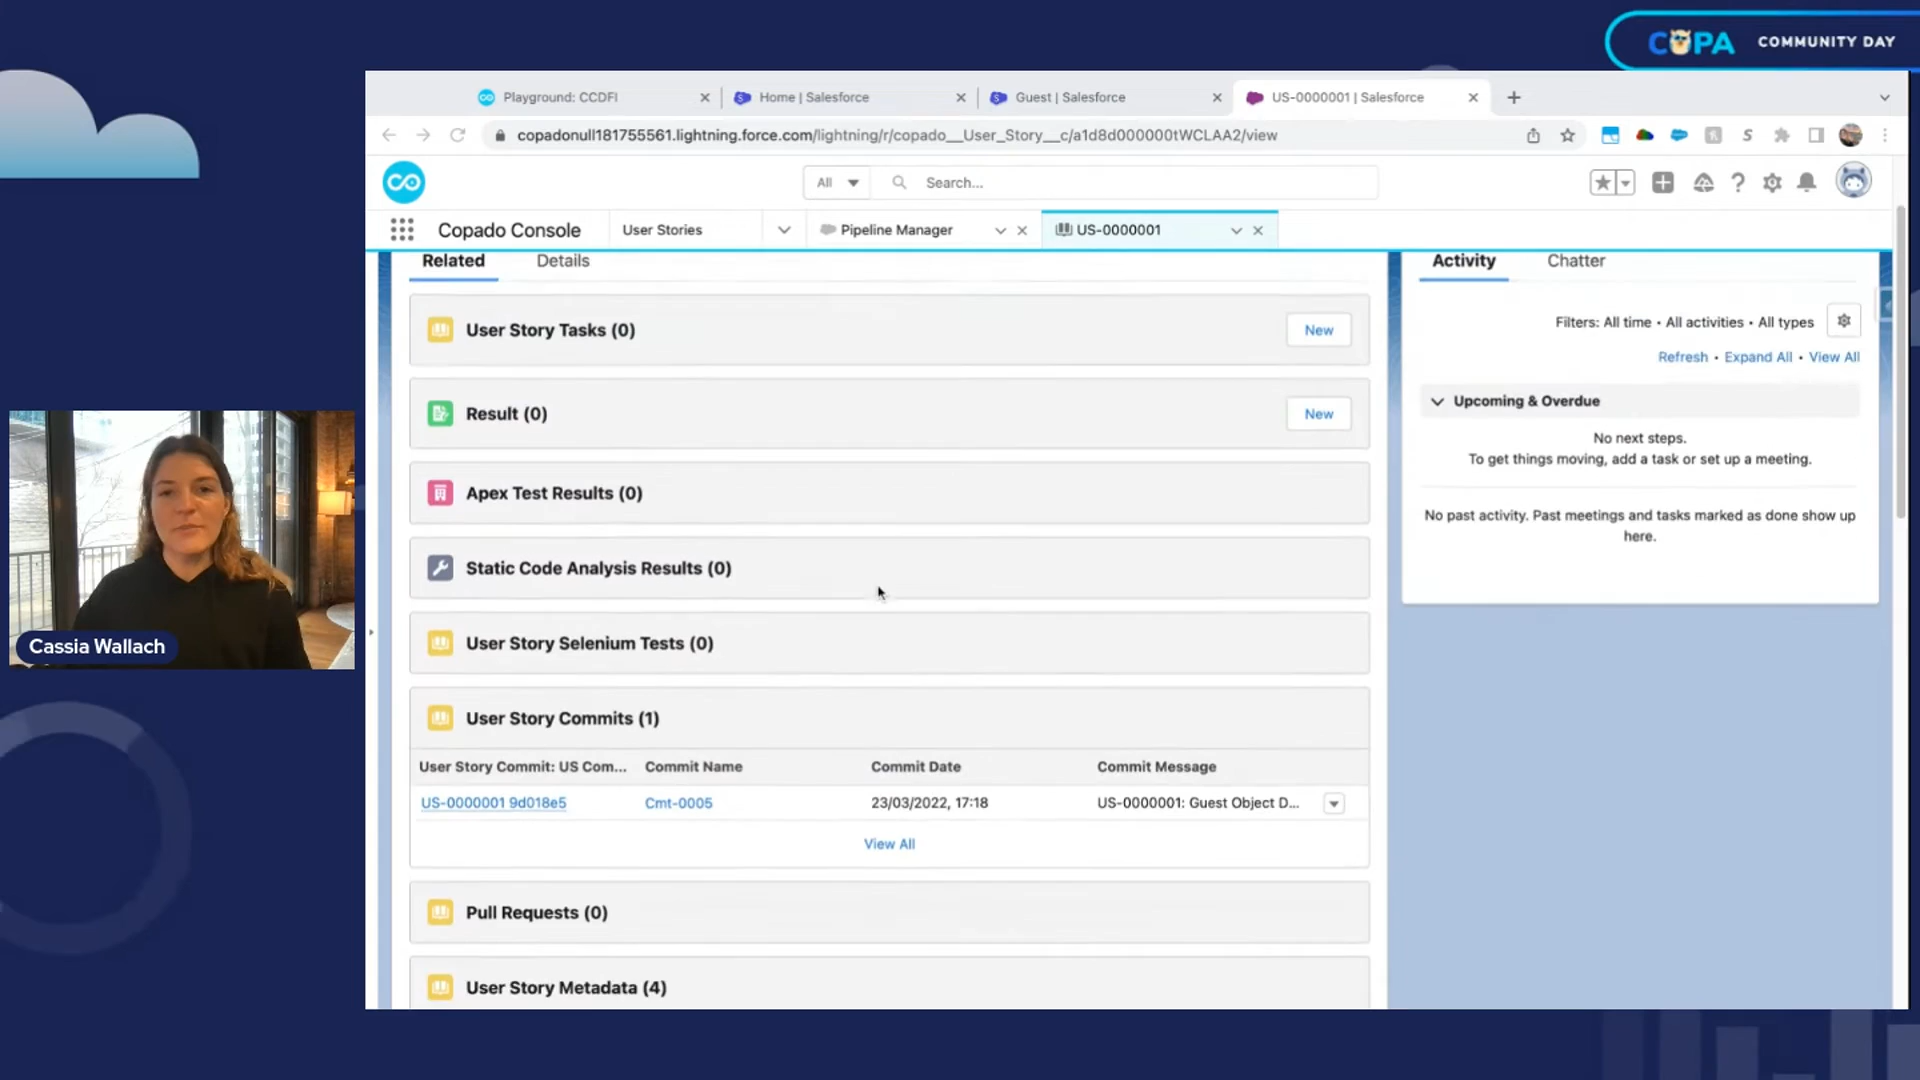 COPA COMMUNITY DAY
Playground: CCDFI
Home | Salesforce
Guest | Salesforce
US-0000001 | Salesforce
copadonull181755561.lightning.force.com/lightning/r/copado__User_Story__c/a1d8d000000tWCLAA2/view
All
Search...
Copado Console
User Stories
Pipeline Manager
US-0000001
Related
Details
Activity
Chatter
User Story Tasks (0)
New
Filters: All time • All activities • All types
Refresh • Expand All • View All
Result (0)
New
Upcoming & Overdue
No next steps.
To get things moving, add a task or set up a meeting.
Apex Test Results (0)
No past activity. Past meetings and tasks marked as done show up
here.
Static Code Analysis Results (0)
User Story Selenium Tests (0)
Cassia Wallach
User Story Commits (1)
User Story Commit: US Com...
Commit Name
Commit Date
Commit Message
US-0000001 9d018e5
Cmt-0005
23/03/2022, 17:18
US-0000001: Guest Object D...
View All
Pull Requests (0)
User Story Metadata (4)